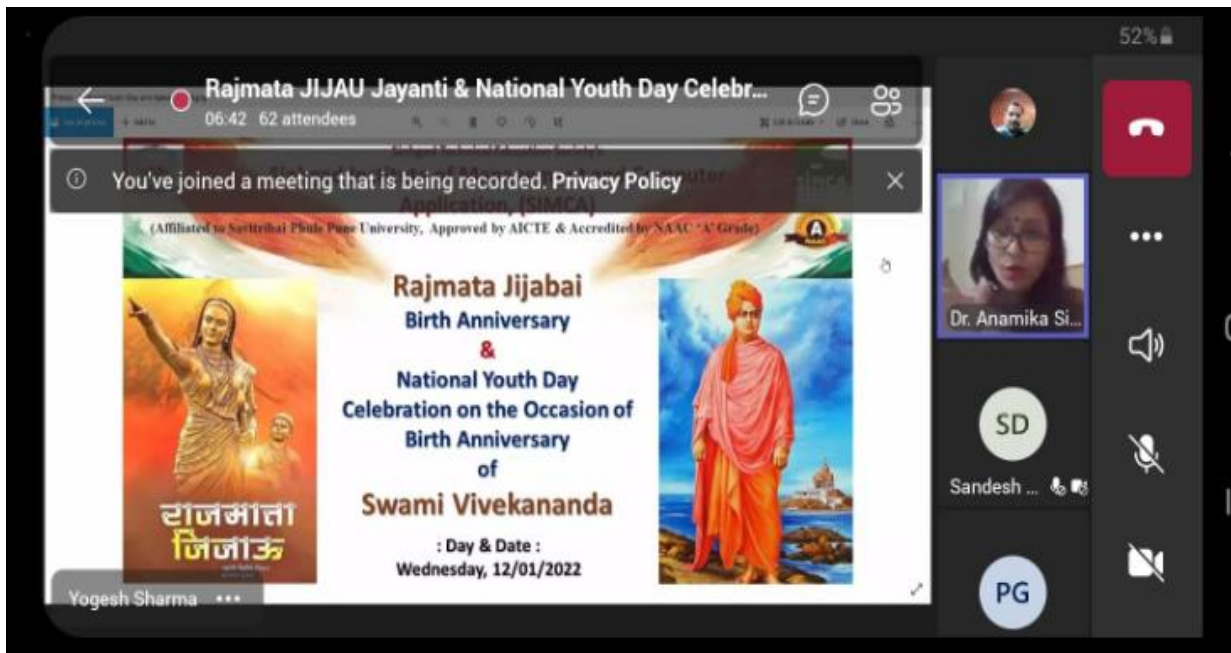 52%
Rajmata JIJAU Jayanti & National Youth Day Celebr...
06:42 62 attendees
You've joined a meeting that is being recorded. Privacy Policy
Application, (SIMCA)
(Affiliated to Savitribai Phule Pune University, Approved by AICTE & Accredited by NAAC 'A' Grade)
A
Rajmata Jijabai
Birth Anniversary
&
National Youth Day
Celebration on the Occasion of
Birth Anniversary
of
Swami Vivekananda
: Day & Date :
Wednesday, 12/01/2022
राजमाता
जिजाऊ
Yogesh Sharma
Dr. Anamika Si...
SD
Sandesh ...
PG